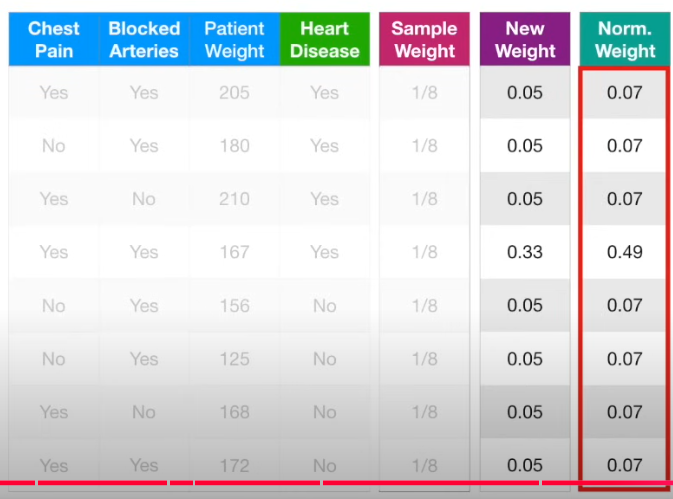 Chest Pain Blocked Arteries Patient Weight Heart Disease Sample Weight New Weight Norm. Weight
Yes Yes 205 Yes 1/8 0.05 0.07
No Yes 180 Yes 1/8 0.05 0.07
Yes No 210 Yes 1/8 0.05 0.07
Yes Yes 167 Yes 1/8 0.33 0.49
No Yes 156 No 1/8 0.05 0.07
No Yes 125 No 1/8 0.05 0.07
Yes No 168 No 1/8 0.05 0.07
Yes Yes 172 No 1/8 0.05 0.07